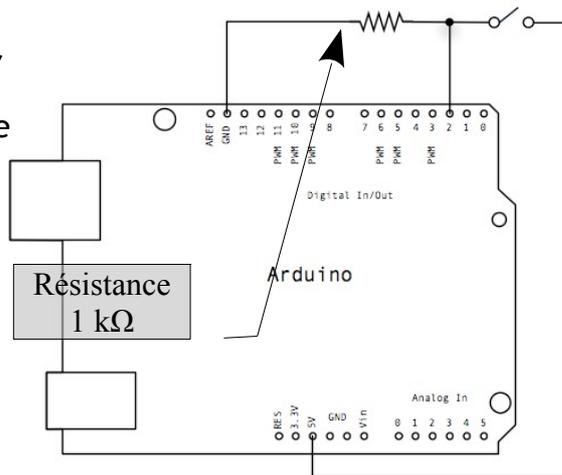 e
AREF GND 13 12 11 10 9 8 7 6 5 4 3 2 1 0
PWM PWM PWM PWM PWM PWM
Digital In/Out
Arduino
Résistance
1 kΩ
Analog In
RES 3.3V 5V GND Vin 0 1 2 3 4 5